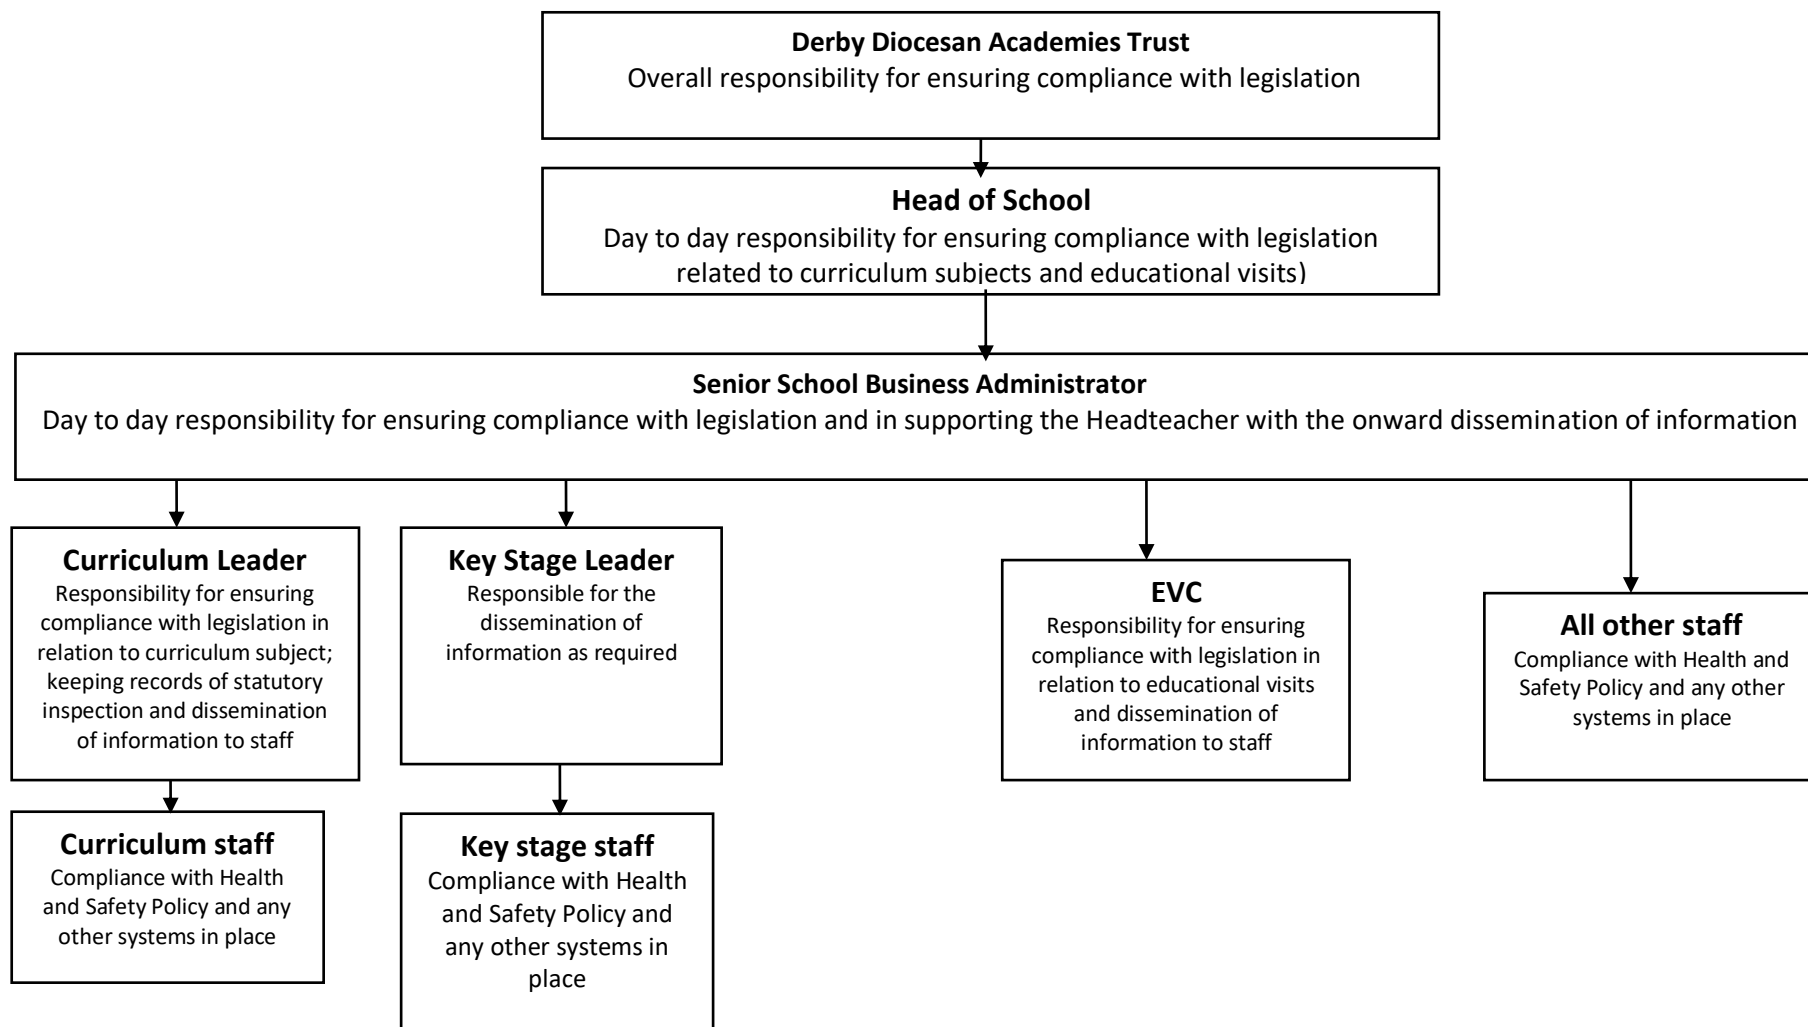 Derby Diocesan Academies Trust
Overall responsibility for ensuring compliance with legislation
Head of School
Day to day responsibility for ensuring compliance with legislation
related to curriculum subjects and educational visits)
Senior School Business Administrator
Day to day responsibility for ensuring compliance with legislation and in supporting the Headteacher with the onward dissemination of information
Curriculum Leader
Responsibility for ensuring
compliance with legislation in
relation to curriculum subject;
keeping records of statutory
inspection and dissemination
of information to staff
Key Stage Leader
Responsible for the
dissemination of
information as required
EVC
Responsibility for ensuring
compliance with legislation in
relation to educational visits
and dissemination of
information to staff
All other staff
Compliance with Health and
Safety Policy and any other
systems in place
Curriculum staff
Compliance with Health
and Safety Policy and any
other systems in place
Key stage staff
Compliance with Health
and Safety Policy and
any other systems in
place